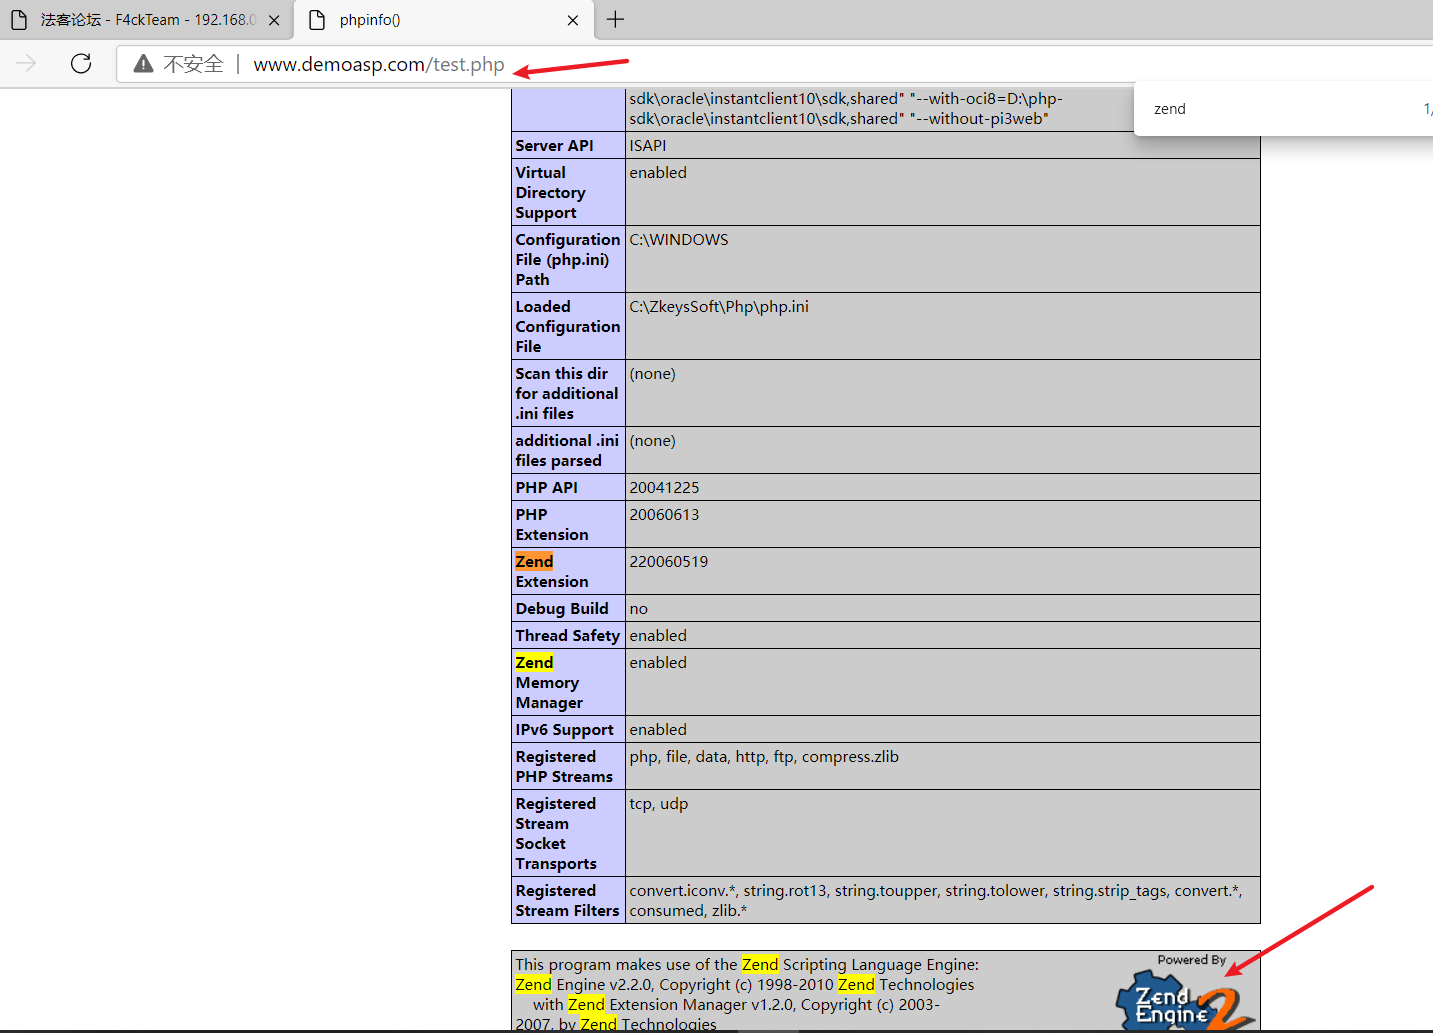 法客论坛 - F4ckTeam - 192.168.0
phpinfo()
不安全 | www.demoasp.com/test.php
zend
1/
sdk\oracle\instantclient10\sdk,shared" "--with-oci8=D:\php-
sdk\oracle\instantclient10\sdk,shared" "--without-pi3web"
Server API ISAPI
Virtual enabled
Directory
Support
Configuration C:\WINDOWS
File (php.ini)
Path
Loaded C:\ZkeysSoft\Php\php.ini
Configuration
File
Scan this dir (none)
for additional
.ini files
additional .ini (none)
files parsed
PHP API 20041225
PHP 20060613
Extension
Zend 220060519
Extension
Debug Build no
Thread Safety enabled
Zend enabled
Memory
Manager
IPv6 Support enabled
Registered php, file, data, http, ftp, compress.zlib
PHP Streams
Registered tcp, udp
Stream
Socket
Transports
Registered convert.iconv.*, string.rot13, string.toupper, string.tolower, string.strip_tags, convert.*,
Stream Filters consumed, zlib.*
This program makes use of the Zend Scripting Language Engine:
Zend Engine v2.2.0, Copyright (c) 1998-2010 Zend Technologies
with Zend Extension Manager v1.2.0, Copyright (c) 2003-
2007, by Zend Technologies
Powered By
Zend
Engine 2